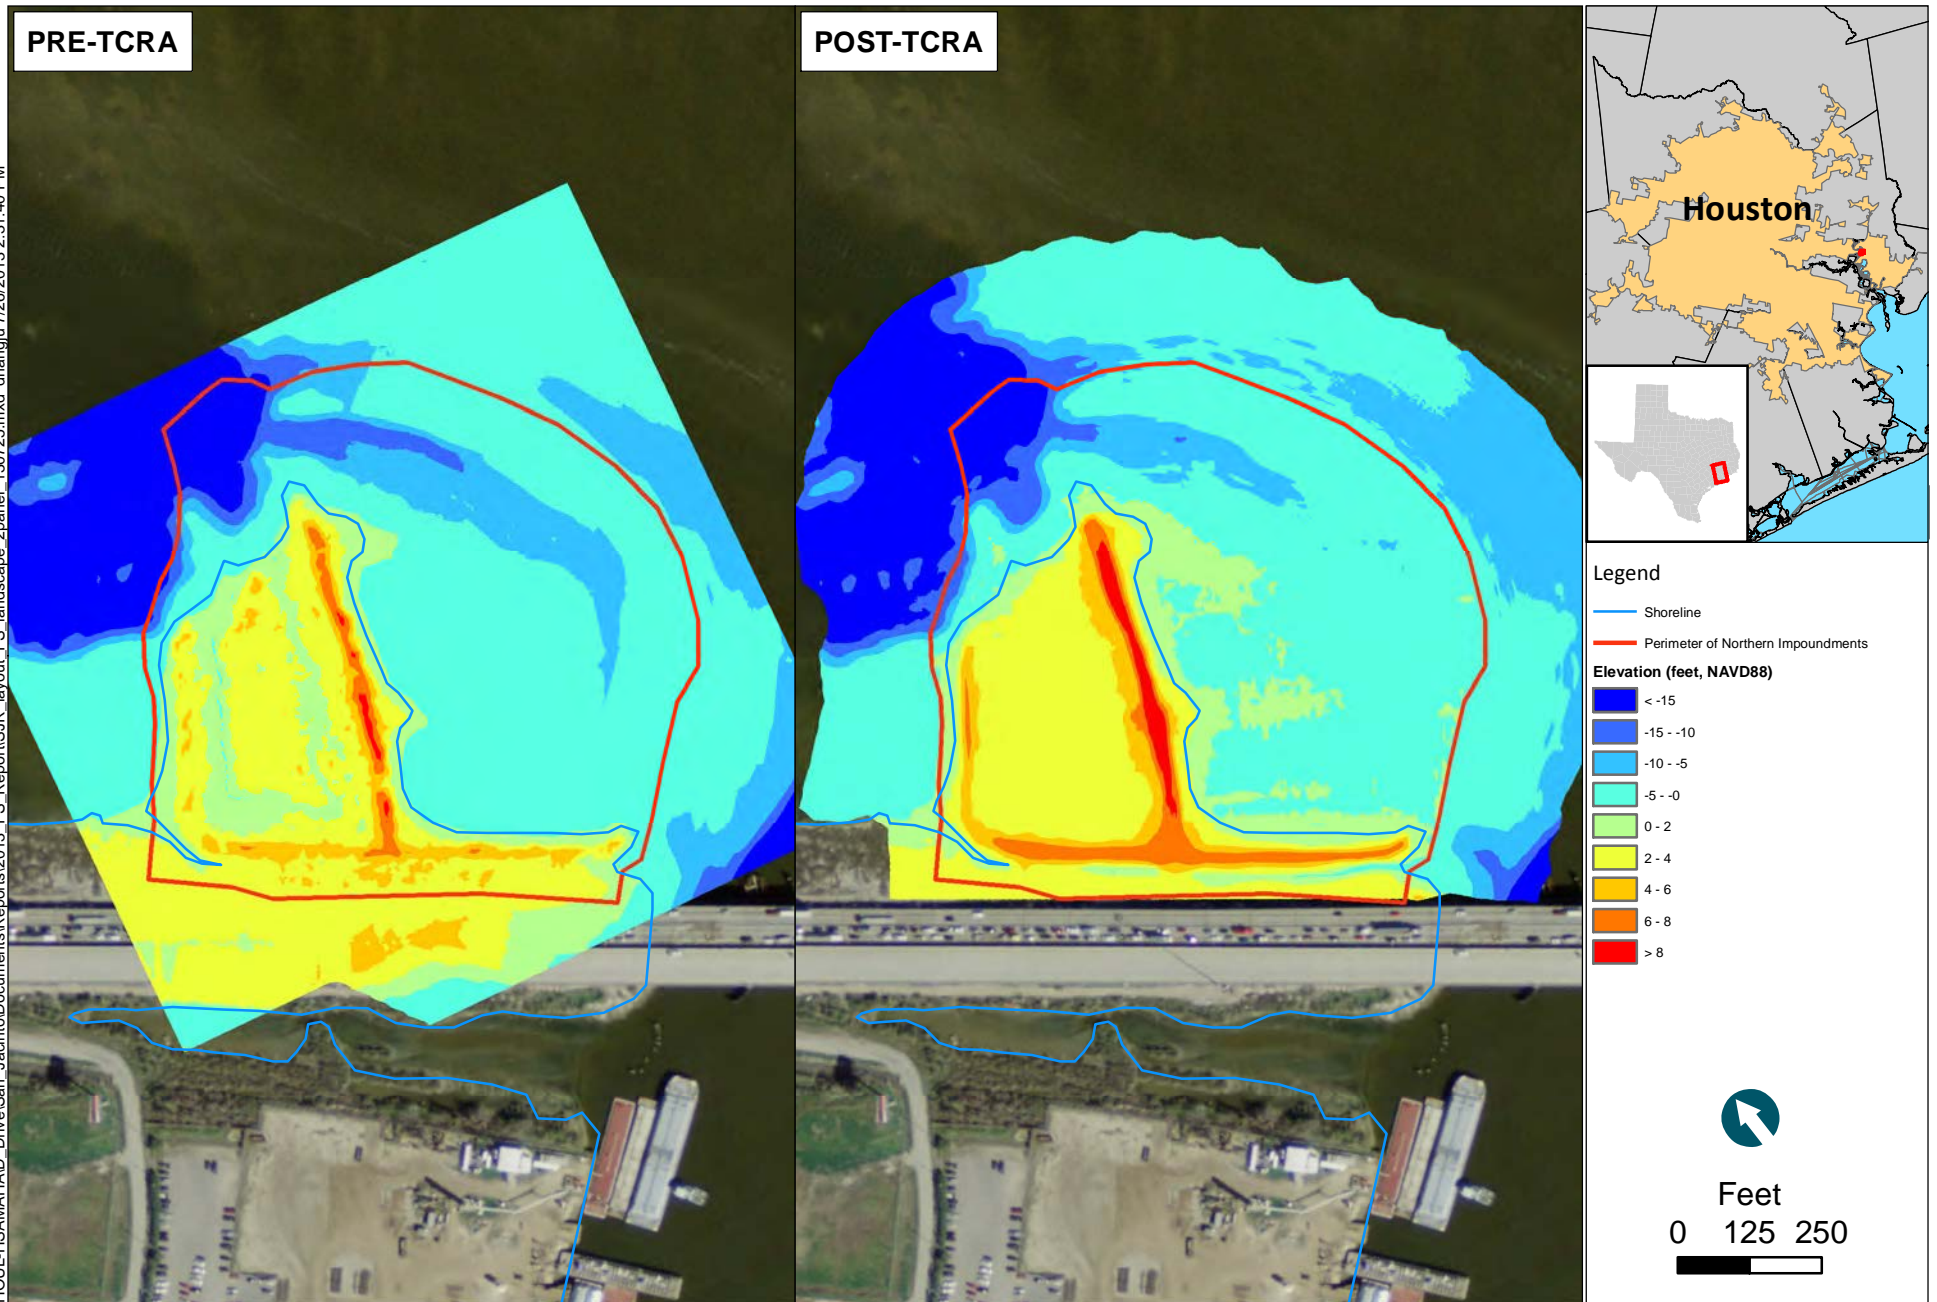 PRE-TCRA
POST-TCRA
Houston
Legend
Shoreline
Perimeter of Northern Impoundments
Elevation (feet, NAVD88)
< -15
-15 - -10
-10 - -5
-5 - -0
0 - 2
2 - 4
4 - 6
6 - 8
> 8
Feet
0 125 250